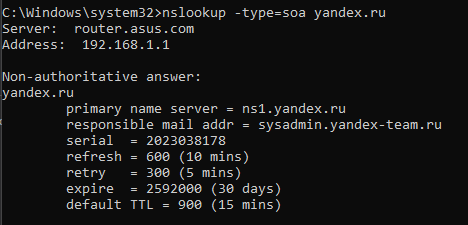 C:\Windows\system32>nslookup -type=soa yandex.ru
Server:  router.asus.com
Address:  192.168.1.1

Non-authoritative answer:
yandex.ru
        primary name server = ns1.yandex.ru
        responsible mail addr = sysadmin.yandex-team.ru
        serial  = 2023038178
        refresh = 600 (10 mins)
        retry   = 300 (5 mins)
        expire  = 2592000 (30 days)
        default TTL = 900 (15 mins)